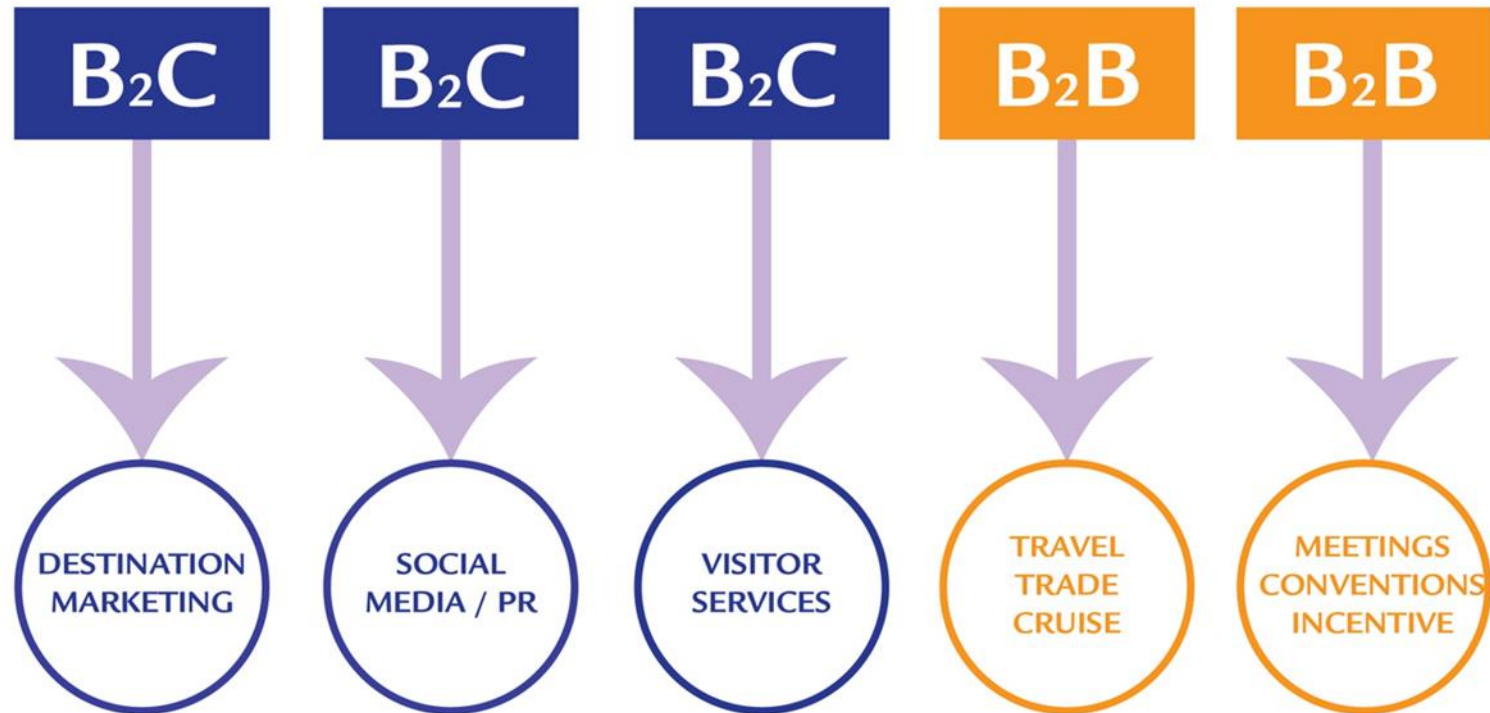 B2C
B2C
B2C
B2B
B2B
DESTINATION
MARKETING
SOCIAL
MEDIA / PR
VISITOR
SERVICES
TRAVEL
TRADE
CRUISE
MEETINGS
CONVENTIONS
INCENTIVE